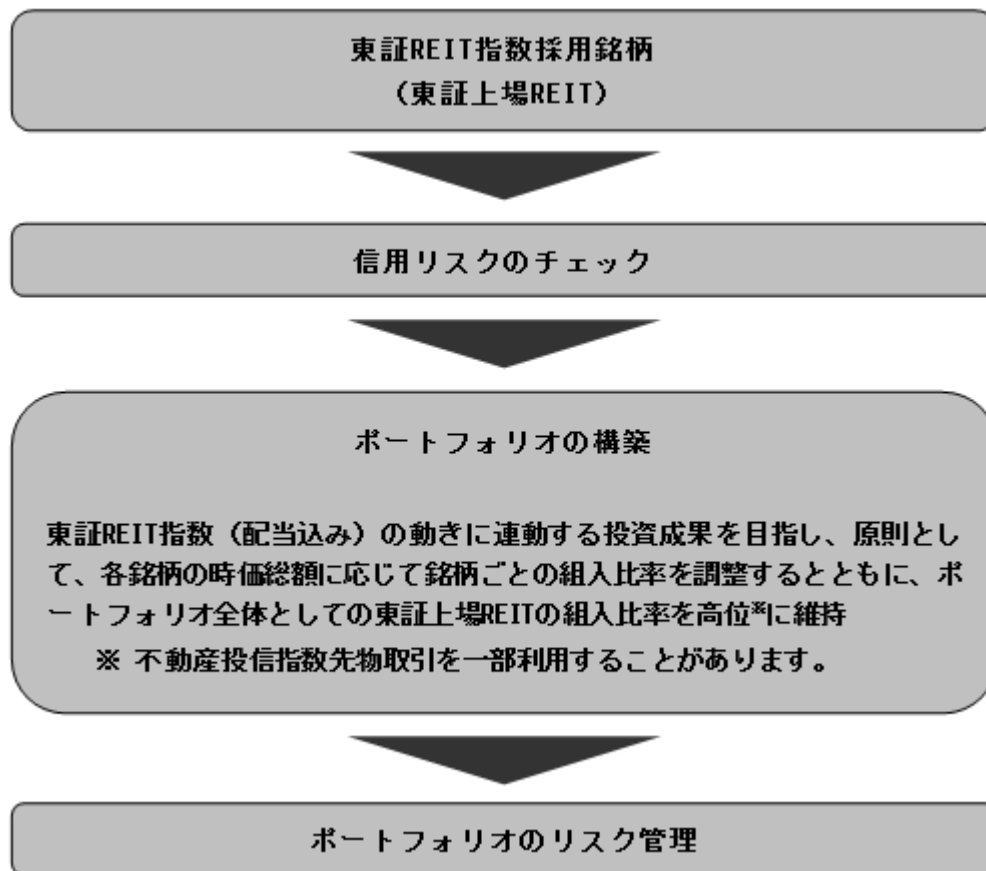 東証REIT指数採用銘柄
（東証上場REIT）
信用リスクのチェック
ポートフォリオの構築
東証REIT指数（配当込み）の動きに連動する投資成果を目指し、原則とし
て、各銘柄の時価総額に応じて銘柄ごとの組入比率を調整するとともに、ポ
ートフォリオ全体としての東証上場REITの組入比率を高位※に維持
※ 不動産投信指数先物取引を一部利用することがあります。
ポートフォリオのリスク管理